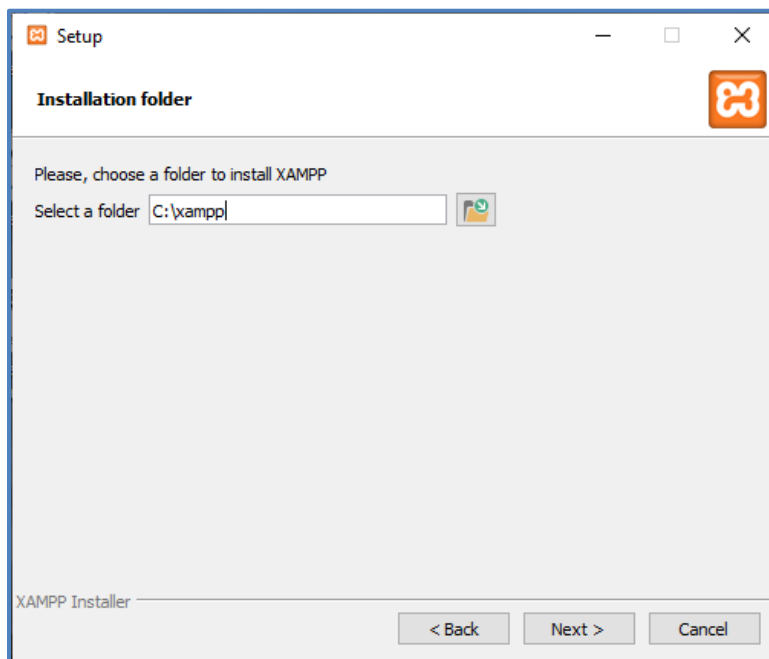 Setup
Installation folder
Please, choose a folder to install XAMPP
Select a folder C:\xampp
XAMPP Installer
< Back Next > Cancel